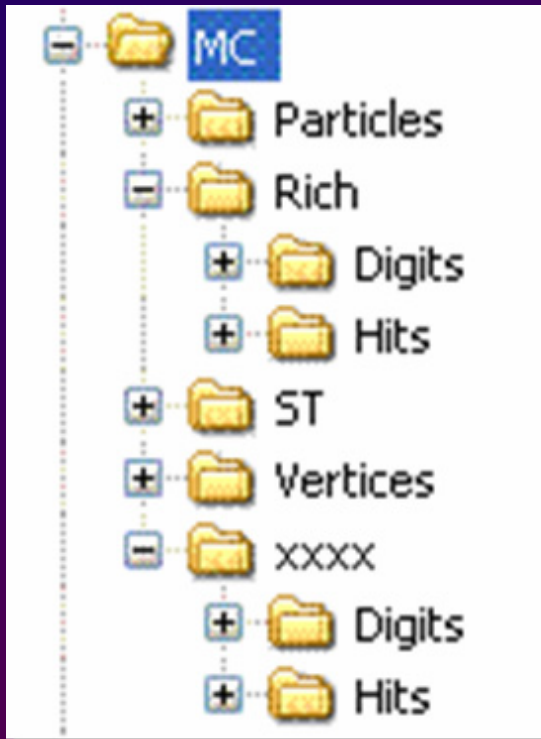 MC
Particles
Rich
Digits
Hits
ST
Vertices
xxxx
Digits
Hits